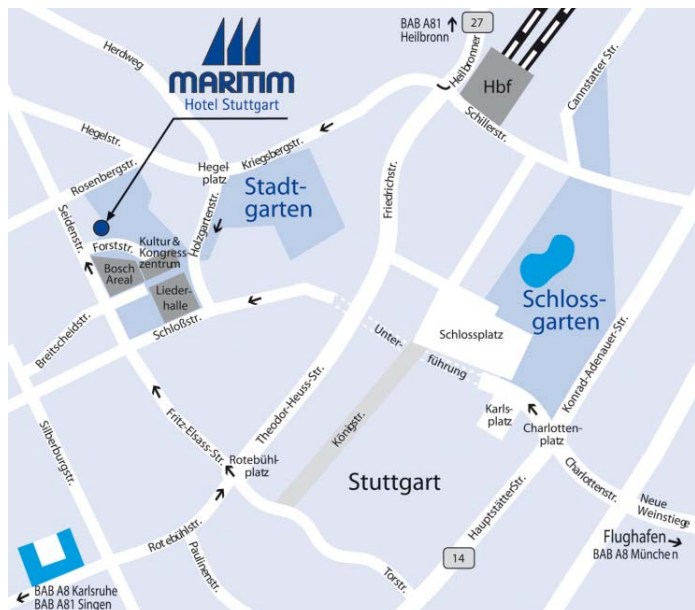 BAB A81
Heilbronn
27
Herdweg
MARITIM
Hotel Stuttgart
Heilbronner
Hbf
Cannstatter Str.
Schillerstr.
Hegelstr.
Rosenbergstr.
Hegel-
platz
Kriegsbergstr.
Stadt-
garten
Friedrichstr.
Seidenstr.
Forststr.
Kultur &
Kongress
zentrum
Holzgartenstr.
Bosch
Areal
Lieder-
halle
Schloss-
garten
Breitscheidstr.
Schloßstr.
Schlossplatz
Unter-
führung
Konrad-Adenauer-Str.
Karls-
platz
Charlotten-
platz
Theodor-Heuss-Str.
Königstr.
Fritz-Elsass-Str.
Silberburgstr.
Rotebühl-
platz
Stuttgart
Charlottenstr.
Neue
Weinstiege
HauptstätterStr.
Rotebühlstr.
Paulinenstr.
Torstr.
14
Flughafen
BAB A8 München
BAB A8 Karlsruhe
BAB A81 Singen